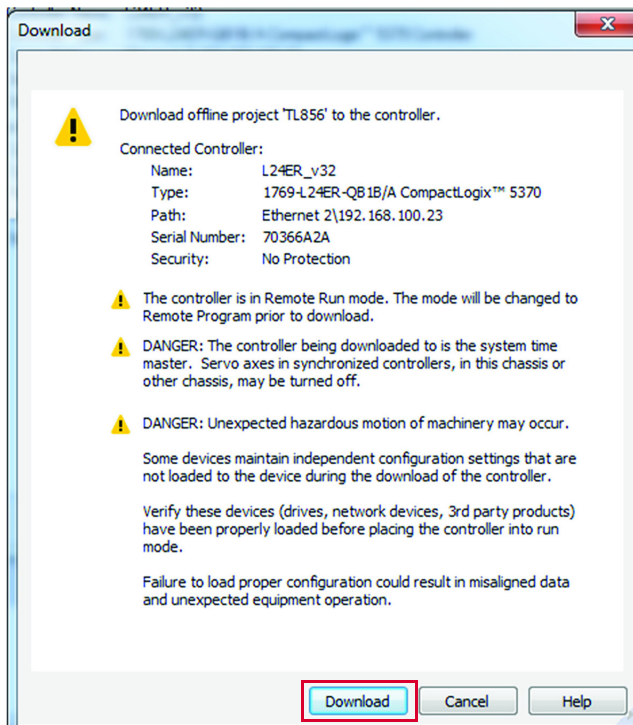 Download
Download offline project 'TL856' to the controller.
Connected Controller:
Name: L24ER_v32
Type: 1769-L24ER-QB1B/A CompactLogix™ 5370
Path: Ethernet 2\192.168.100.23
Serial Number: 70366A2A
Security: No Protection
The controller is in Remote Run mode. The mode will be changed to
Remote Program prior to download.
DANGER: The controller being downloaded to is the system time
master. Servo axes in synchronized controllers, in this chassis or
other chassis, may be turned off.
DANGER: Unexpected hazardous motion of machinery may occur.
Some devices maintain independent configuration settings that are
not loaded to the device during the download of the controller.
Verify these devices (drives, network devices, 3rd party products)
have been properly loaded before placing the controller into run
mode.
Failure to load proper configuration could result in misaligned data
and unexpected equipment operation.
Download Cancel Help